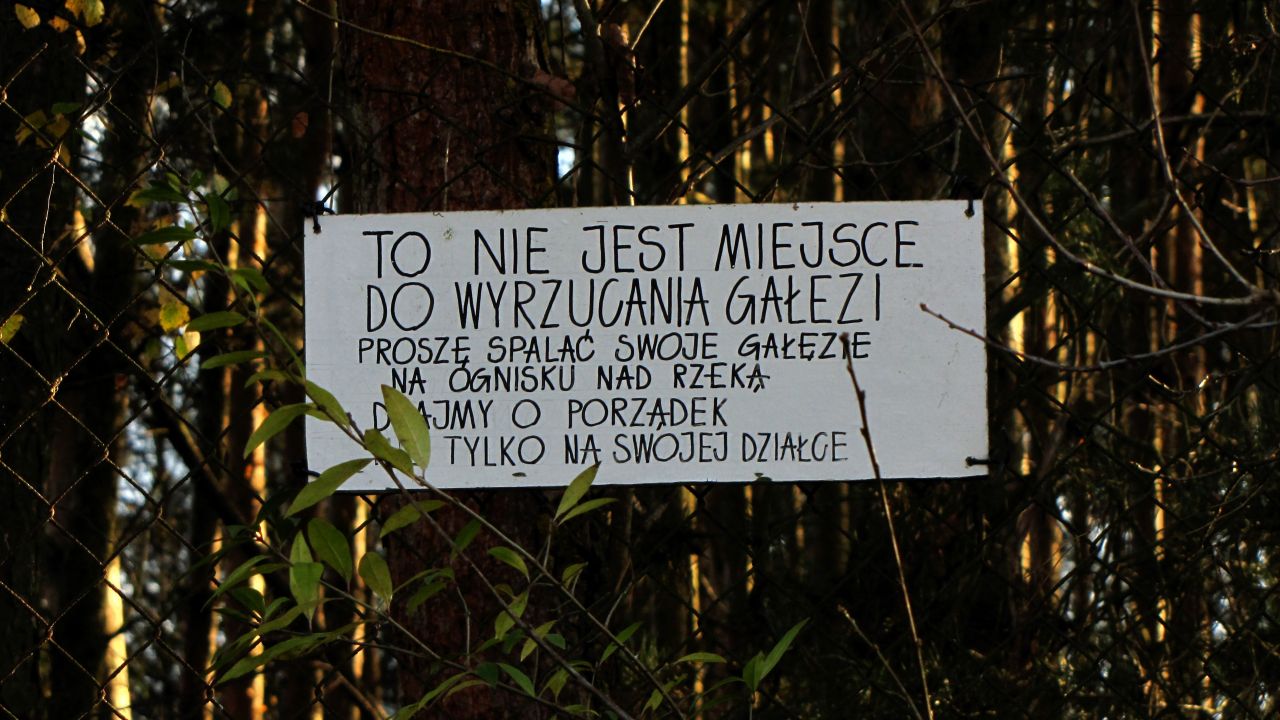 TO NIE JEST MIEJSCE
DO WYRZUCANIA GAŁEZI
PROSZĘ SPALAĆ SWOJE GAŁĘZIE
NA OGNISKU NAD RZEKĄ
O PORZĄDEK
TYLKO NA SWOJEJ DZIAŁCE